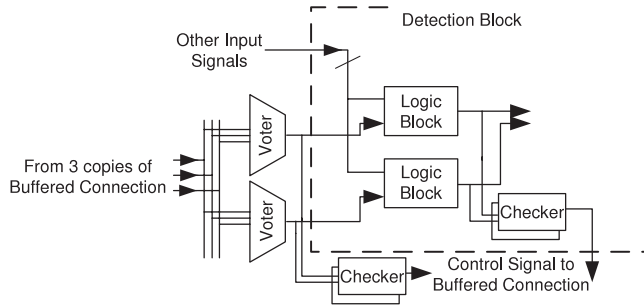 Detection Block
Other Input
Signals
Logic
Block
Voter
From 3 copies of
Buffered Connection
Logic
Block
Voter
Checker
Checker
Control Signal to
Buffered Connection